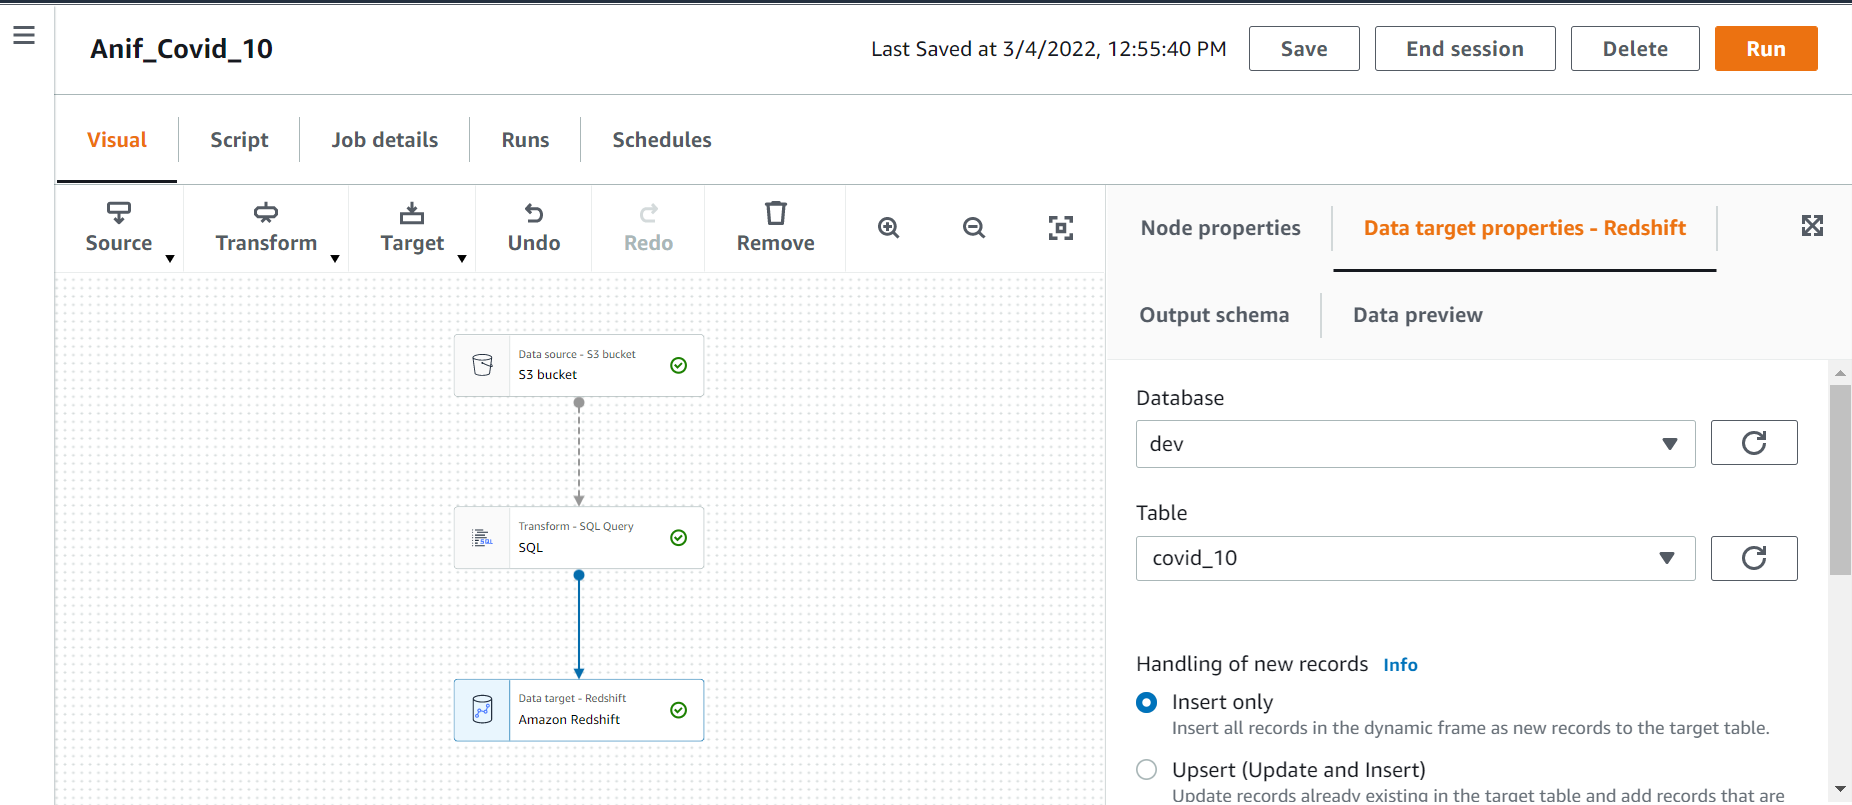 Anif_Covid_10
Last Saved at 3/4/2022, 12:55:40 PM
Save
End session
Delete
Run
Visual
Script
Job details
Runs
Schedules
Source
Transform
Target
Undo
Redo
Remove
Node properties
Data target properties - Redshift
Output schema
Data preview
Data source - S3 bucket
S3 bucket
Transform - SQL Query
SQL
SQL
Data target - Redshift
Amazon Redshift
Database
dev
Table
covid_10
Handling of new records Info
Insert only
Insert all records in the dynamic frame as new records to the target table.
Upsert (Update and Insert)
Update records already existing in the target table and add records that are